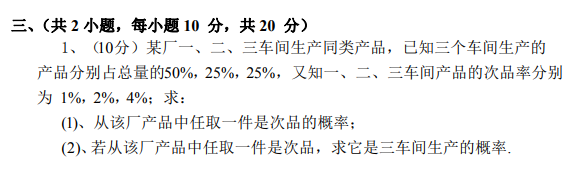 三、（共 2 小题，每小题 10 分，共 20 分）
1、（10分）某厂一、二、三车间生产同类产品，已知三个车间生产的
产品分别占总量的50%, 25%, 25%，又知一、二、三车间产品的次品率分别
为 1%, 2%, 4%；求：
(1)、从该厂产品中任取一件是次品的概率；
(2)、若从该厂产品中任取一件是次品，求它是三车间生产的概率.